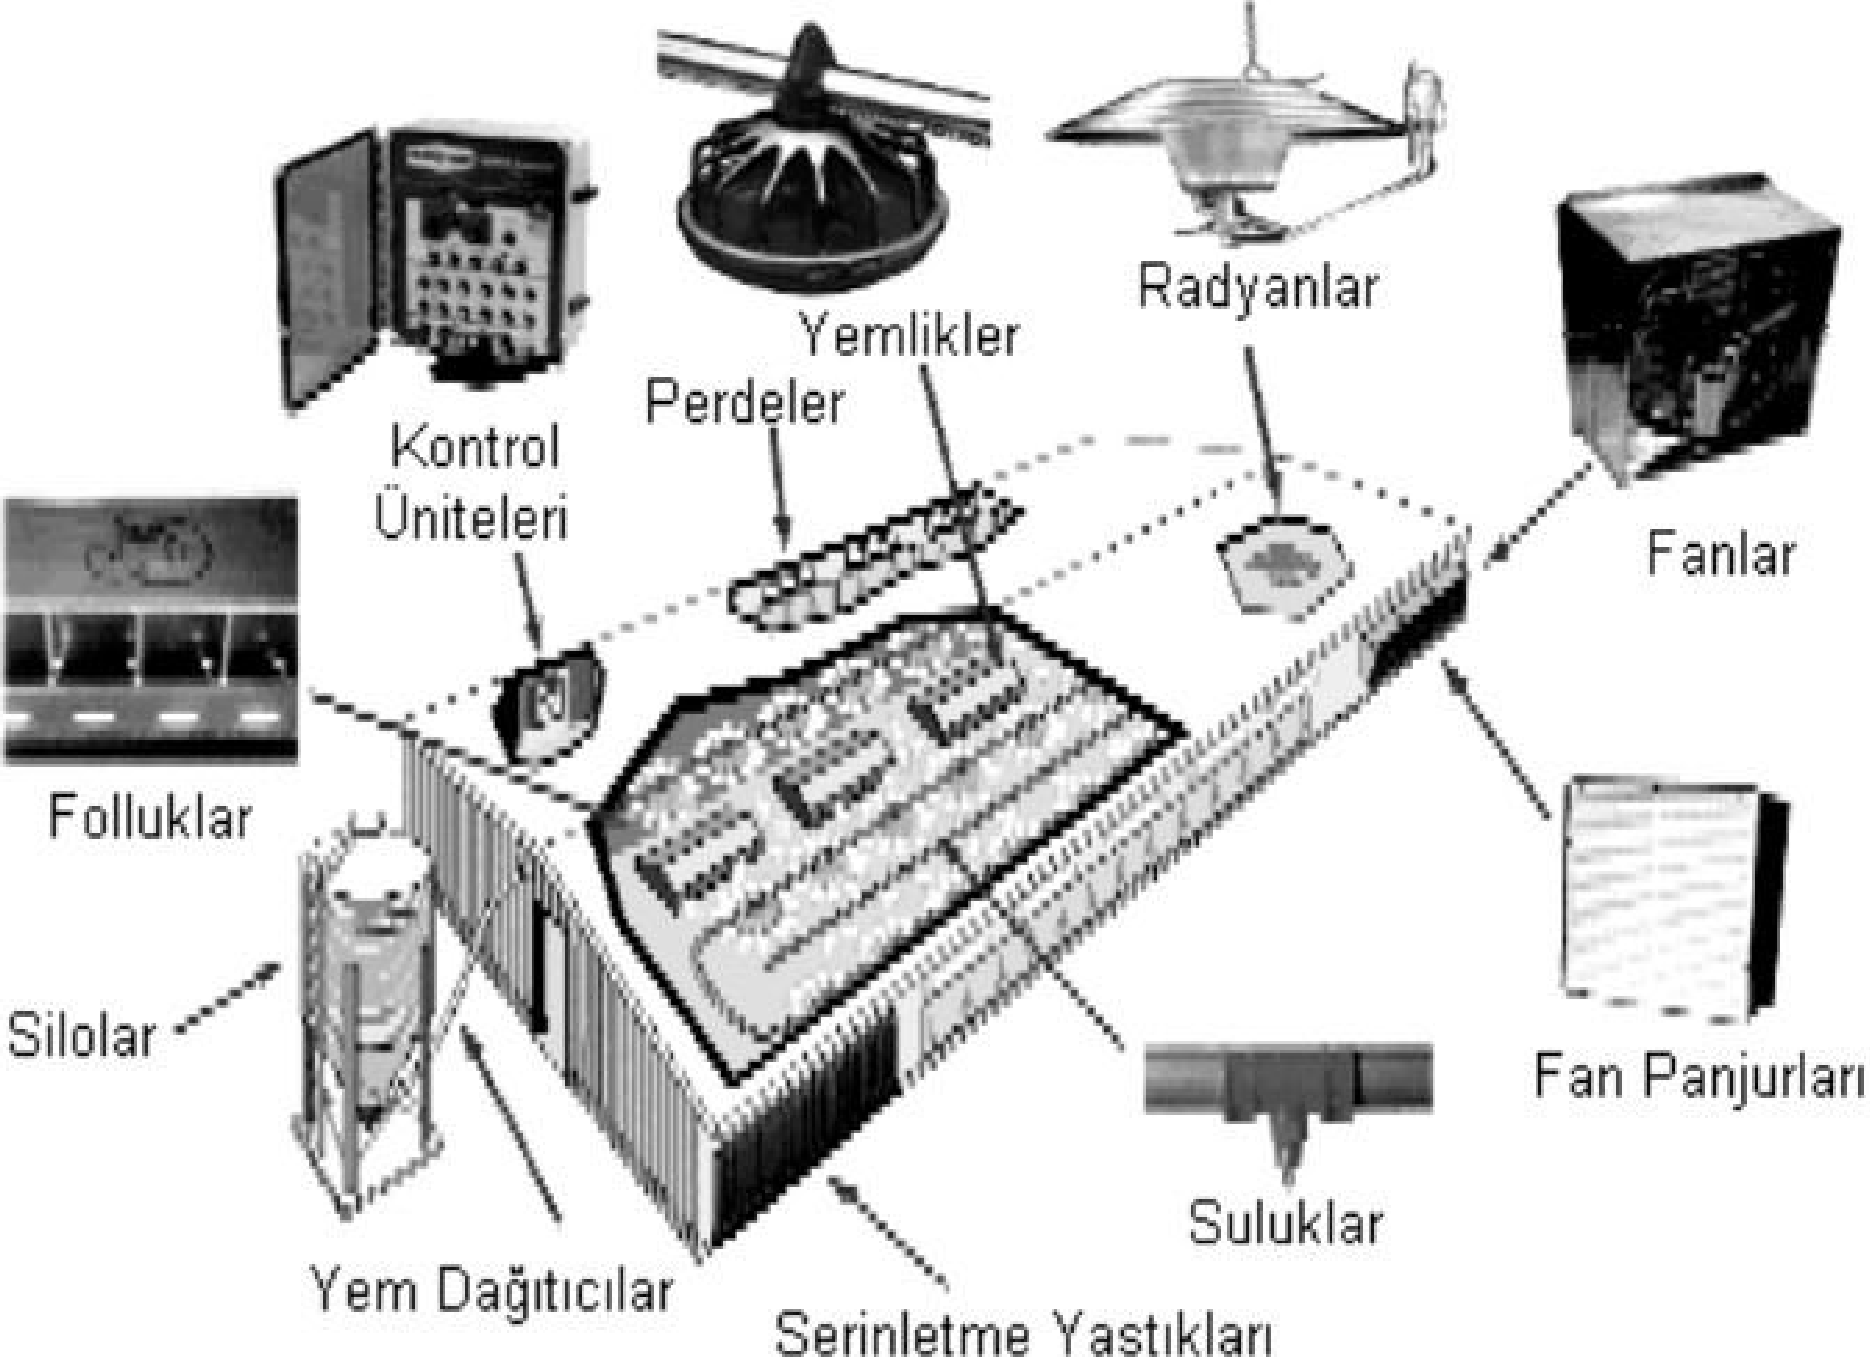 Radyanlar
Yemlikler
Perdeler
Kontrol
Üniteleri
Fanlar
Folluklar
Silolar
Fan Panjurları
Suluklar
Yem Dağıtıcılar
Serinletme Yastıkları